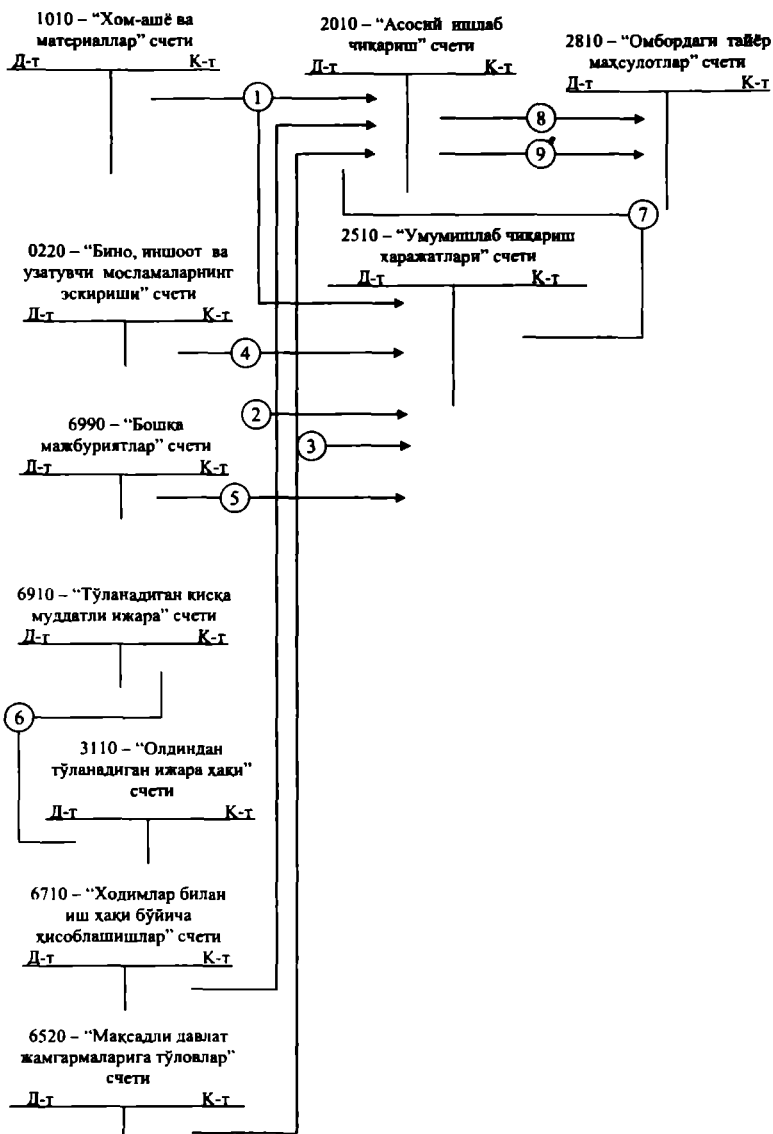 1010 – “Хом-ашё ва
материаллар” счети
Д-т К-т
2010 – “Асосий ишлаб
чиқариш” счети
Д-т К-т
2810 – “Омбордаги тайёр
маҳсулотлар” счети
Д-т К-т
1
8
9
7
0220 – “Бино, иншоот ва
узатувчи мосламаларнинг
эскириши” счети
Д-т К-т
2510 – “Умумишлаб чиқариш
харажатлари” счети
Д-т К-т
4
2
3
6990 – “Бошқа
мажбуриятлар” счети
Д-т К-т
5
6910 – “Тўланадиган киска
муддатли ижара” счети
Д-т К-т
6
3110 – “Олдиндан
тўланадиган ижара ҳақи”
счети
Д-т К-т
6710 – “Ходимлар билан
иш ҳақи бўйича
ҳисоблашишлар” счети
Д-т К-т
6520 – “Мақсадли давлат
жамгармаларига тўловлар”
счети
Д-т К-т